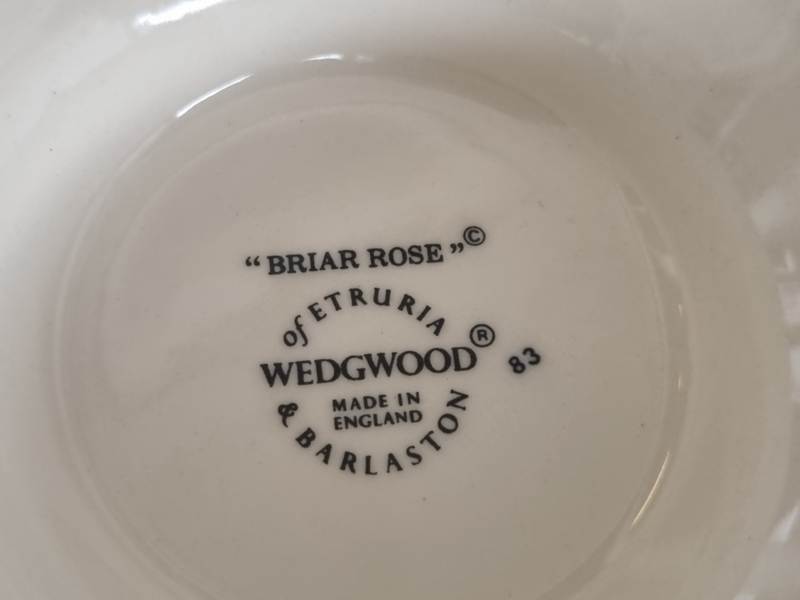 “BRIAR ROSE”©
of ETRURIA
WEDGWOOD®
83
MADE IN
ENGLAND
& BARLASTON